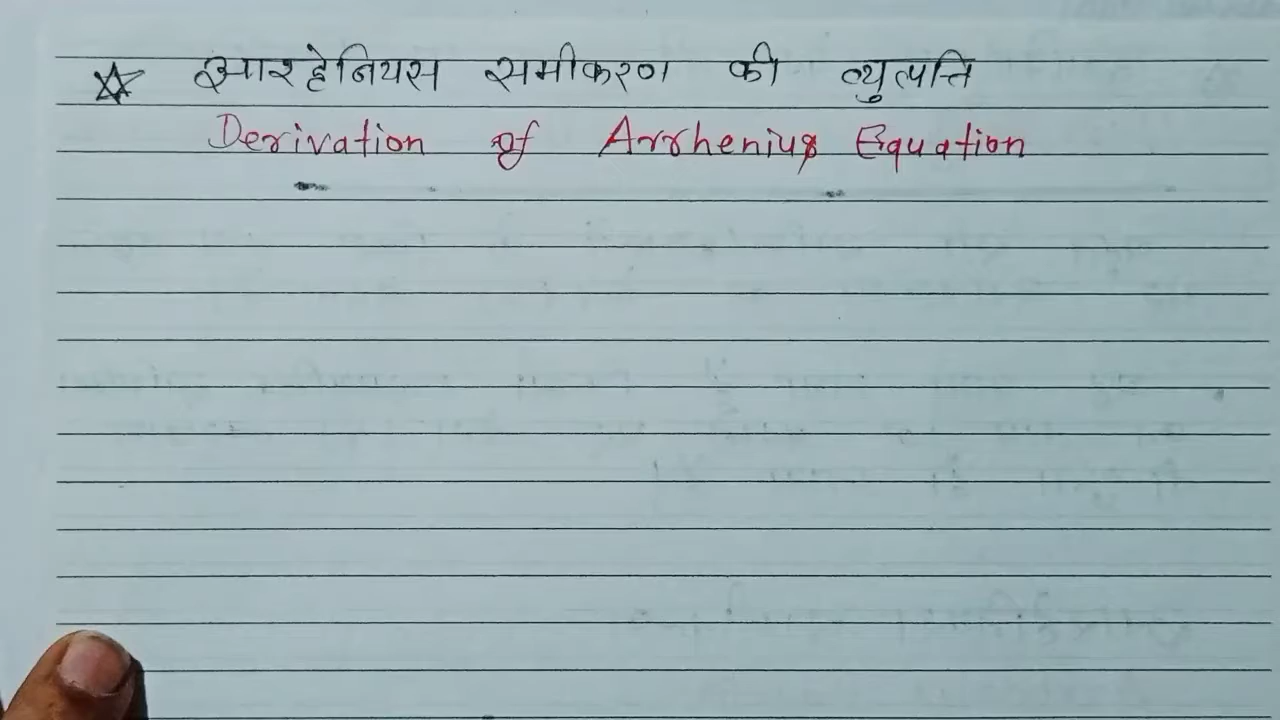 ☆ आरहेनियस समीकरण की व्युत्पत्ति
Derivation of Arrhenius Equation